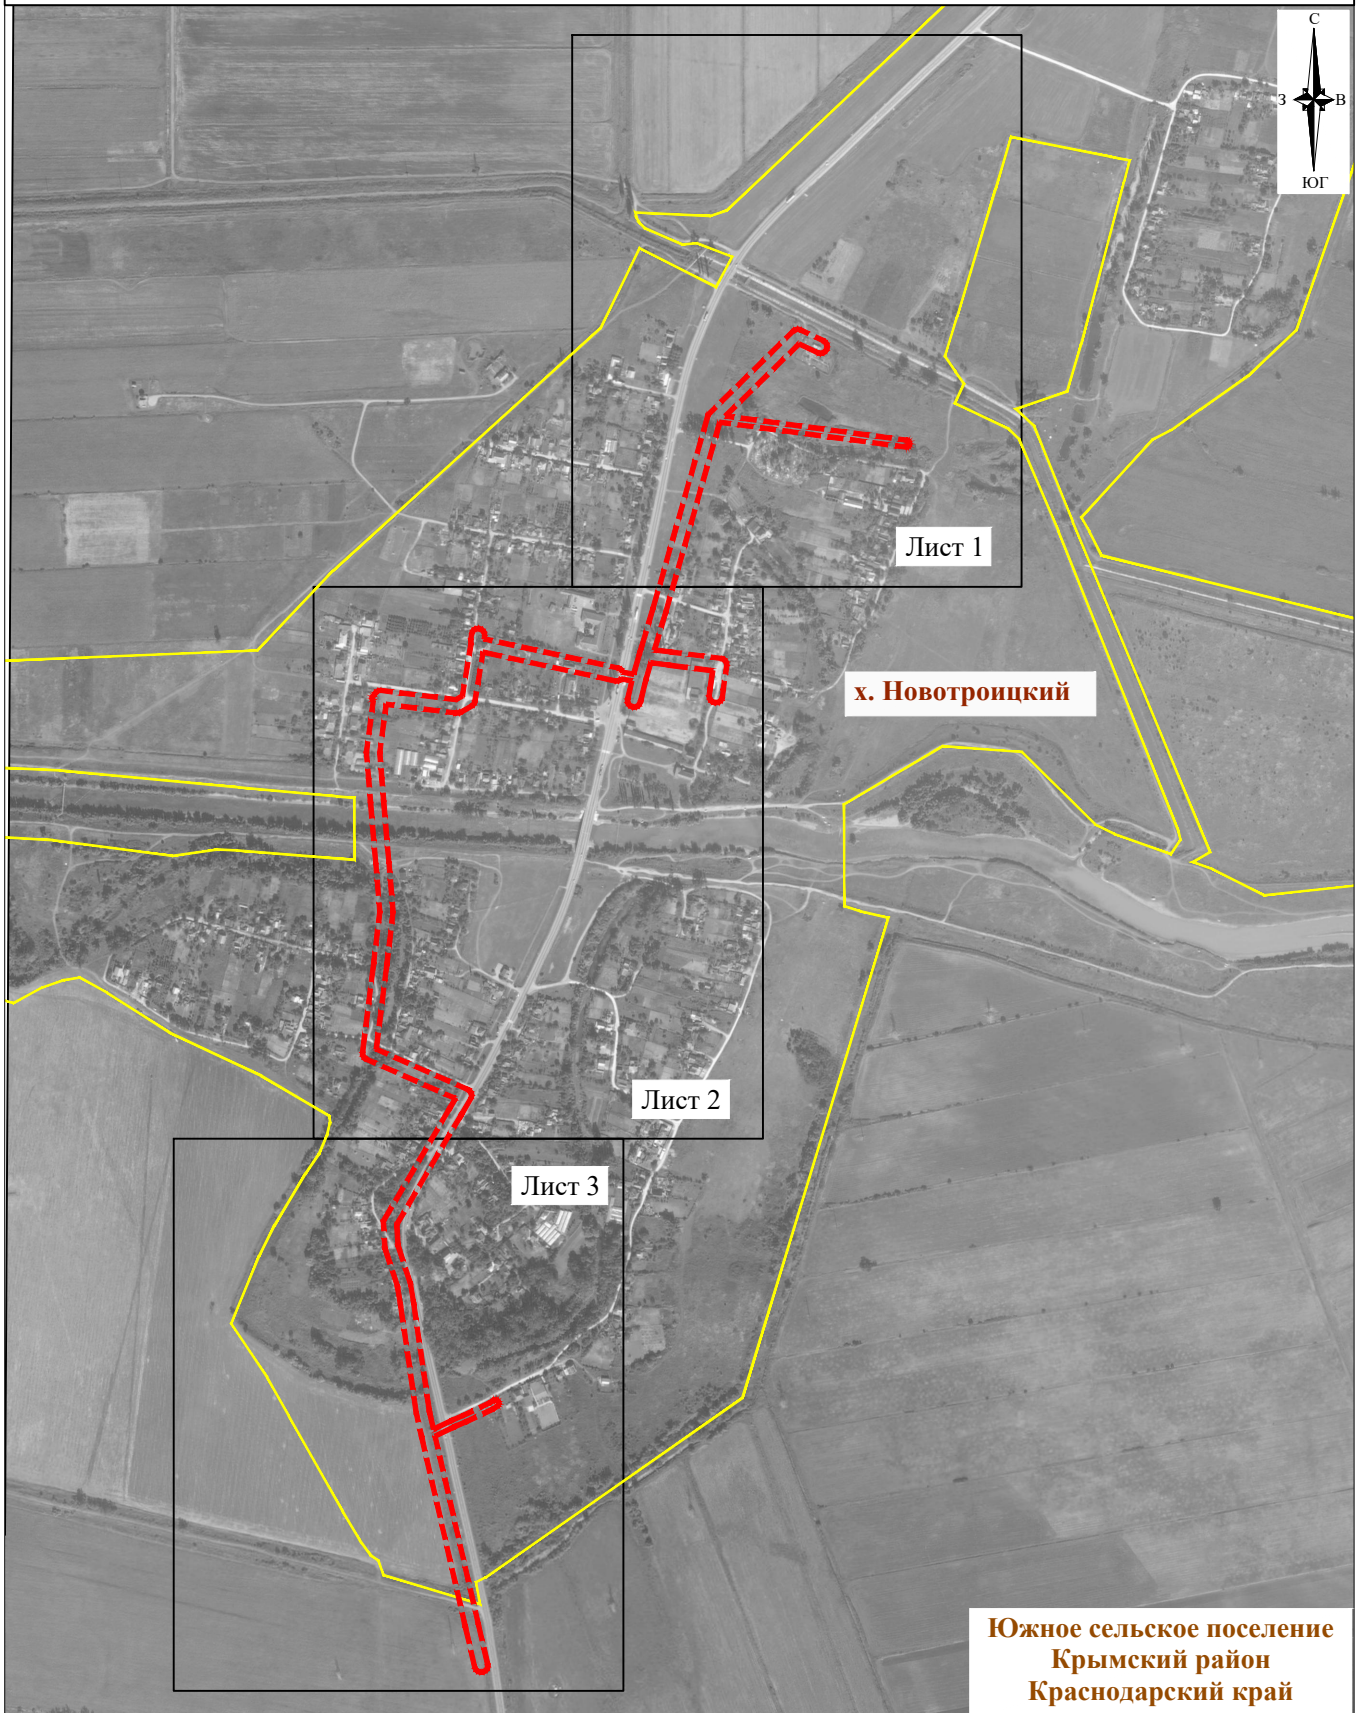 С
З В
ЮГ
Лист 1
х. Новотроицкий
Лист 2
Лист 3
Южное сельское поселение
Крымский район
Краснодарский край